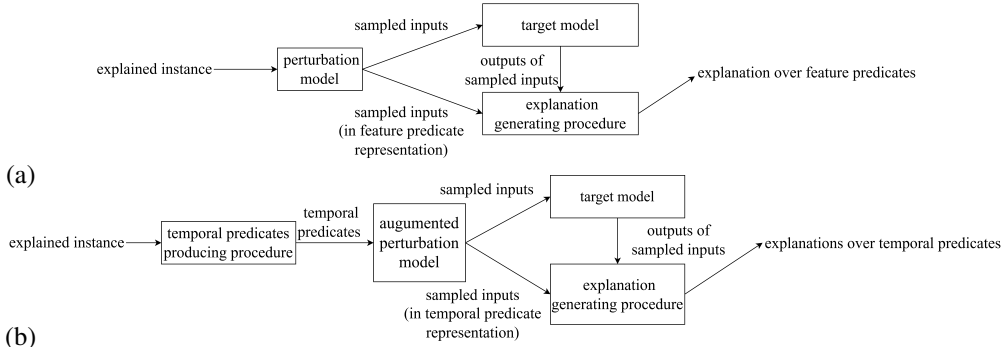 sampled inputs
target model
explained instance
perturbation
model
outputs of
sampled inputs
explanation over feature predicates
sampled inputs
(in feature predicate
representation)
explanation
generating procedure
(a)
sampled inputs
target model
temporal
predicates
explained instance
temporal predicates
producing procedure
augumented
perturbation
model
outputs of
sampled inputs
explanations over temporal predicates
sampled inputs
(in temporal predicate
representation)
explanation
generating procedure
(b)